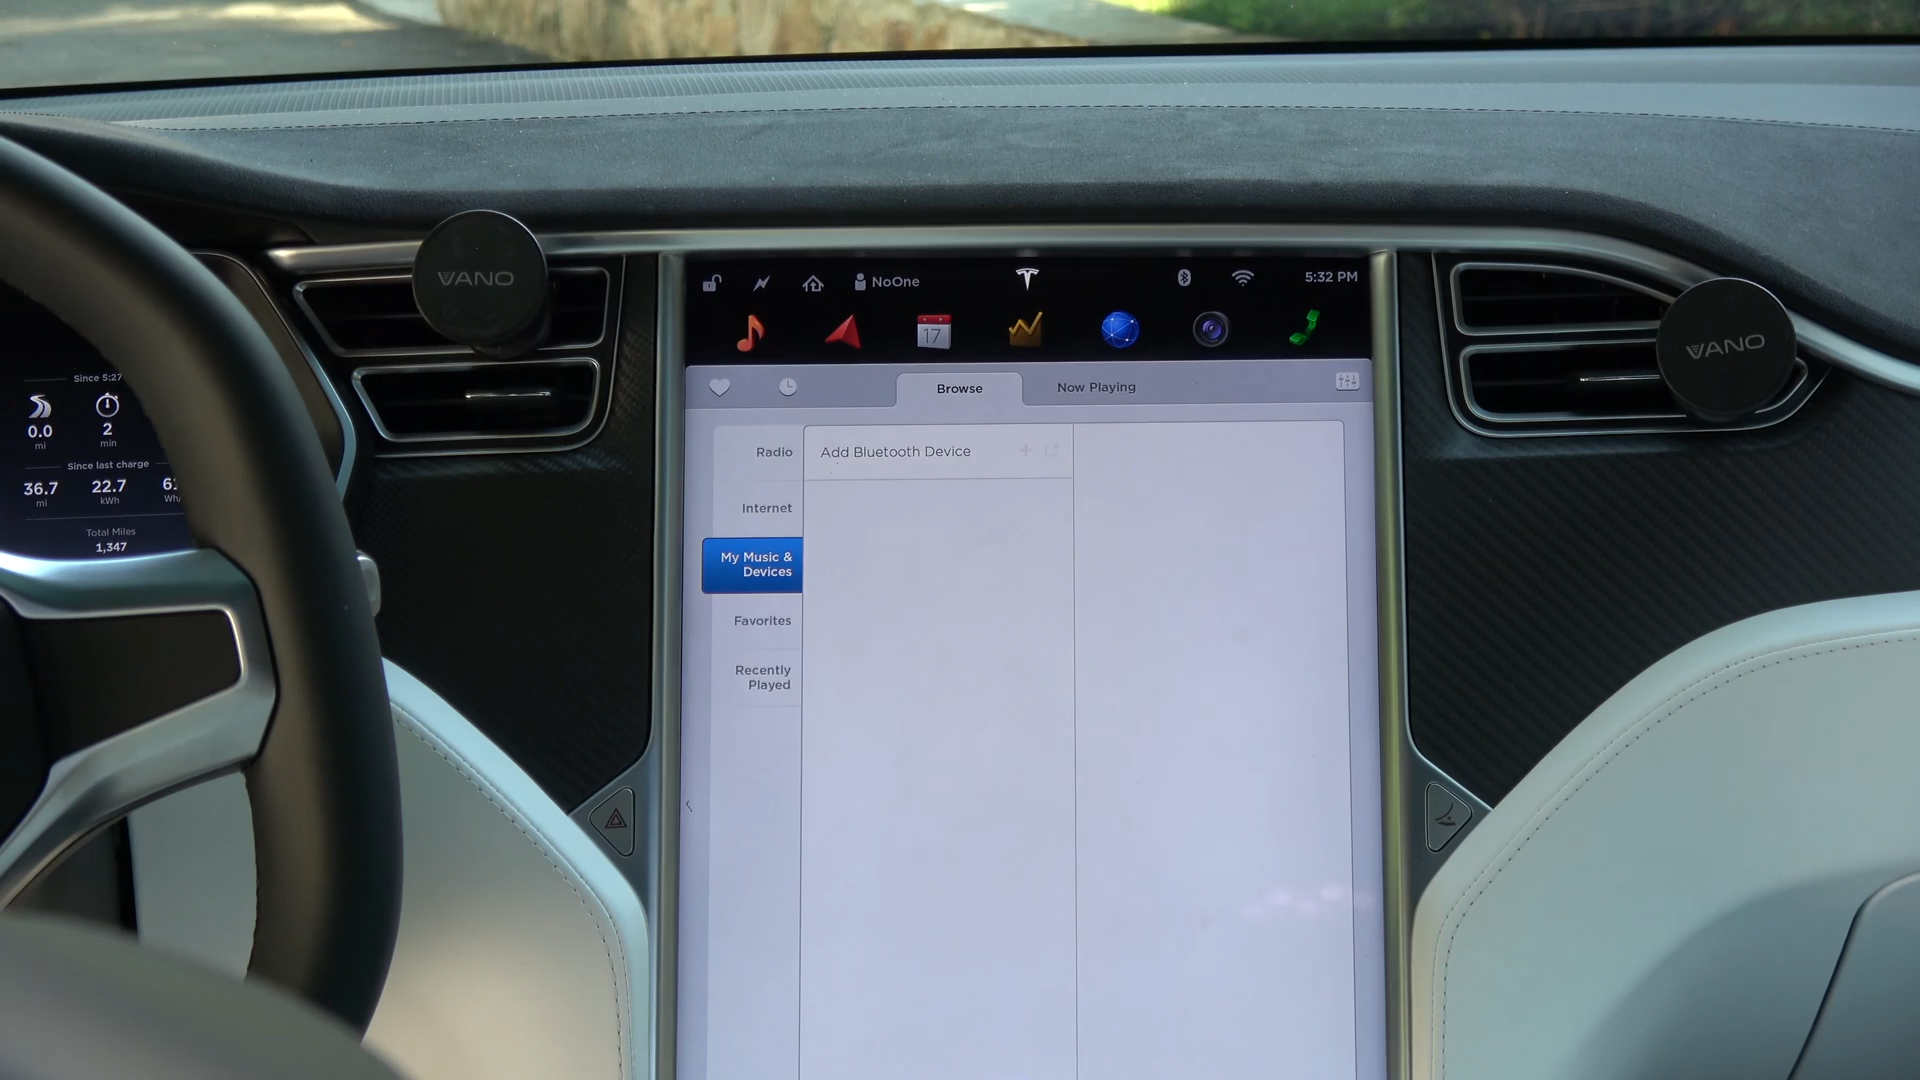 VANO
Since 5:27
0.0
mi
2
min
Since last charge
36.7
mi
22.7
kWh
Wh/
Total Miles
1,347
NoOne
5:32 PM
17
Browse
Now Playing
Radio
Internet
My Music &
Devices
Favorites
Recently
Played
Add Bluetooth Device
VANO